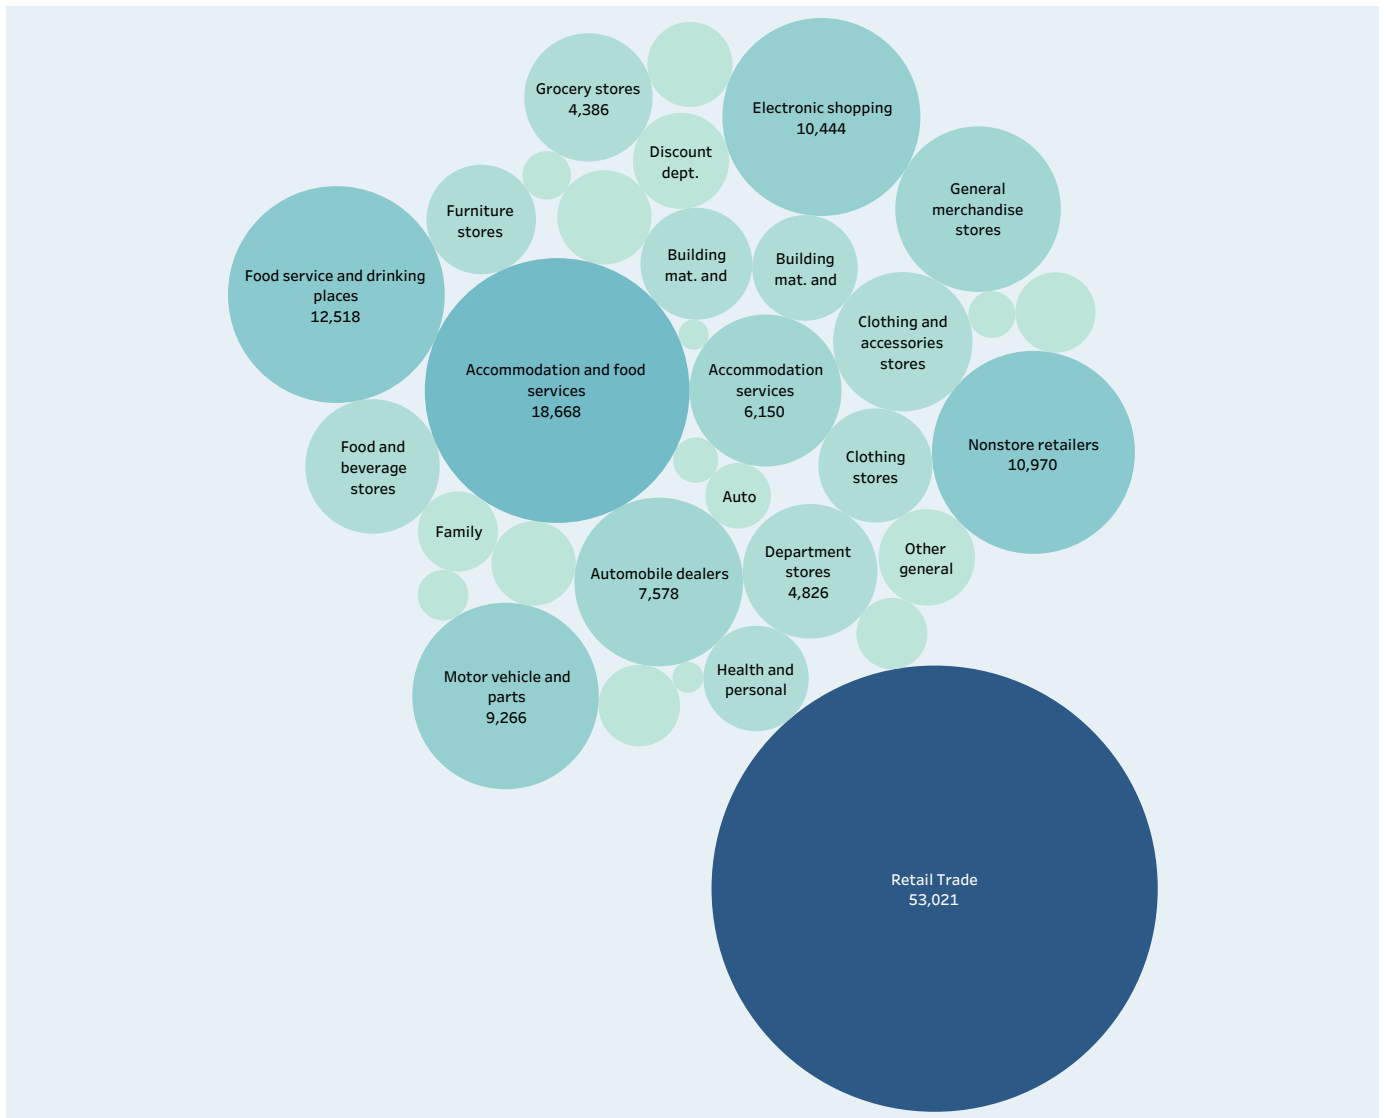 Grocery stores
4,386
Electronic shopping
10,444
Discount
dept.
General
merchandise
stores
Furniture
stores
Building
mat. and
Building
mat. and
Food service and drinking
places
12,518
Clothing and
accessories
stores
Accommodation and food
services
18,668
Accommodation
services
6,150
Food and
beverage
stores
Clothing
stores
Nonstore retailers
10,970
Auto
Family
Automobile dealers
7,578
Department
stores
4,826
Other
general
Motor vehicle and
parts
9,266
Health and
personal
Retail Trade
53,021